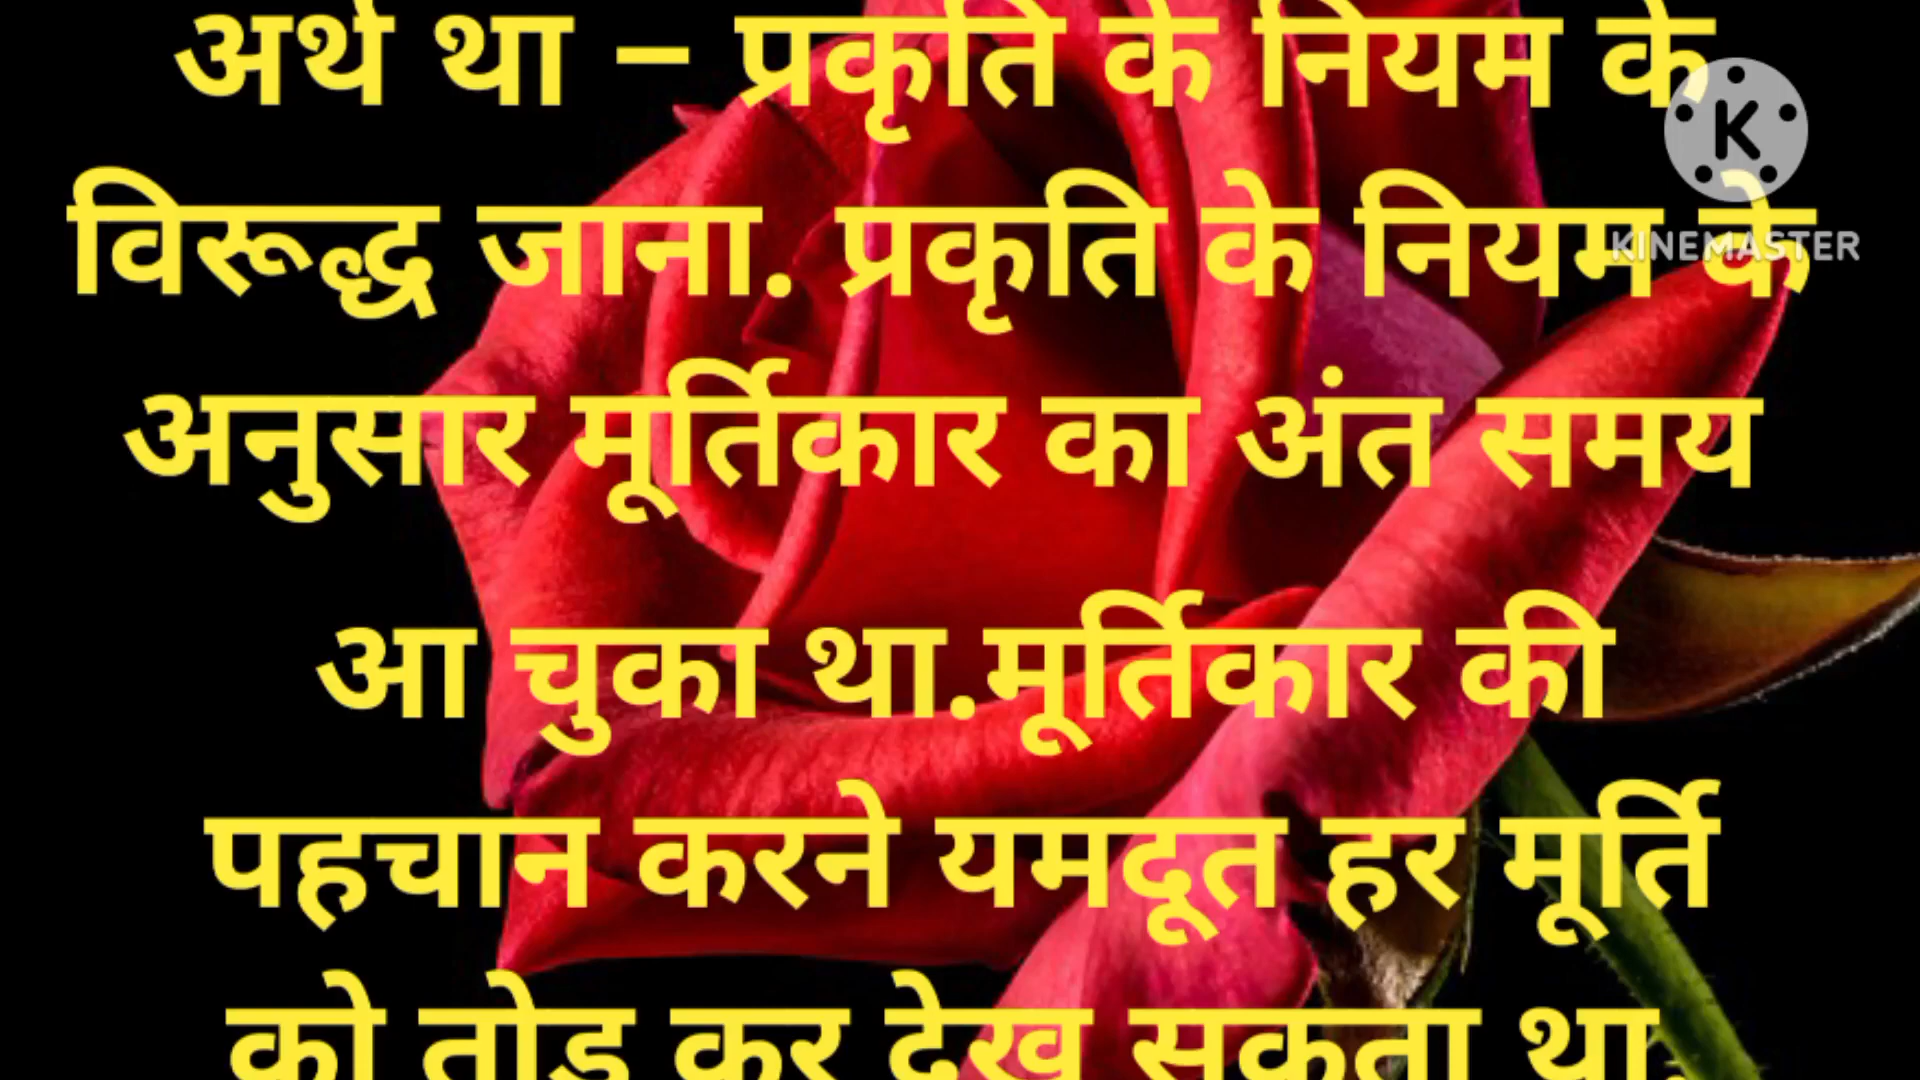 अर्थ था – प्रकृति के नियम के
विरूद्ध जाना. प्रकृति के नियम के
अनुसार मूर्तिकार का अंत समय
आ चुका था.मूर्तिकार की
पहचान करने यमदूत हर मूर्ति
को तोड़ कर देख सकता था.
K
KINEMASTER